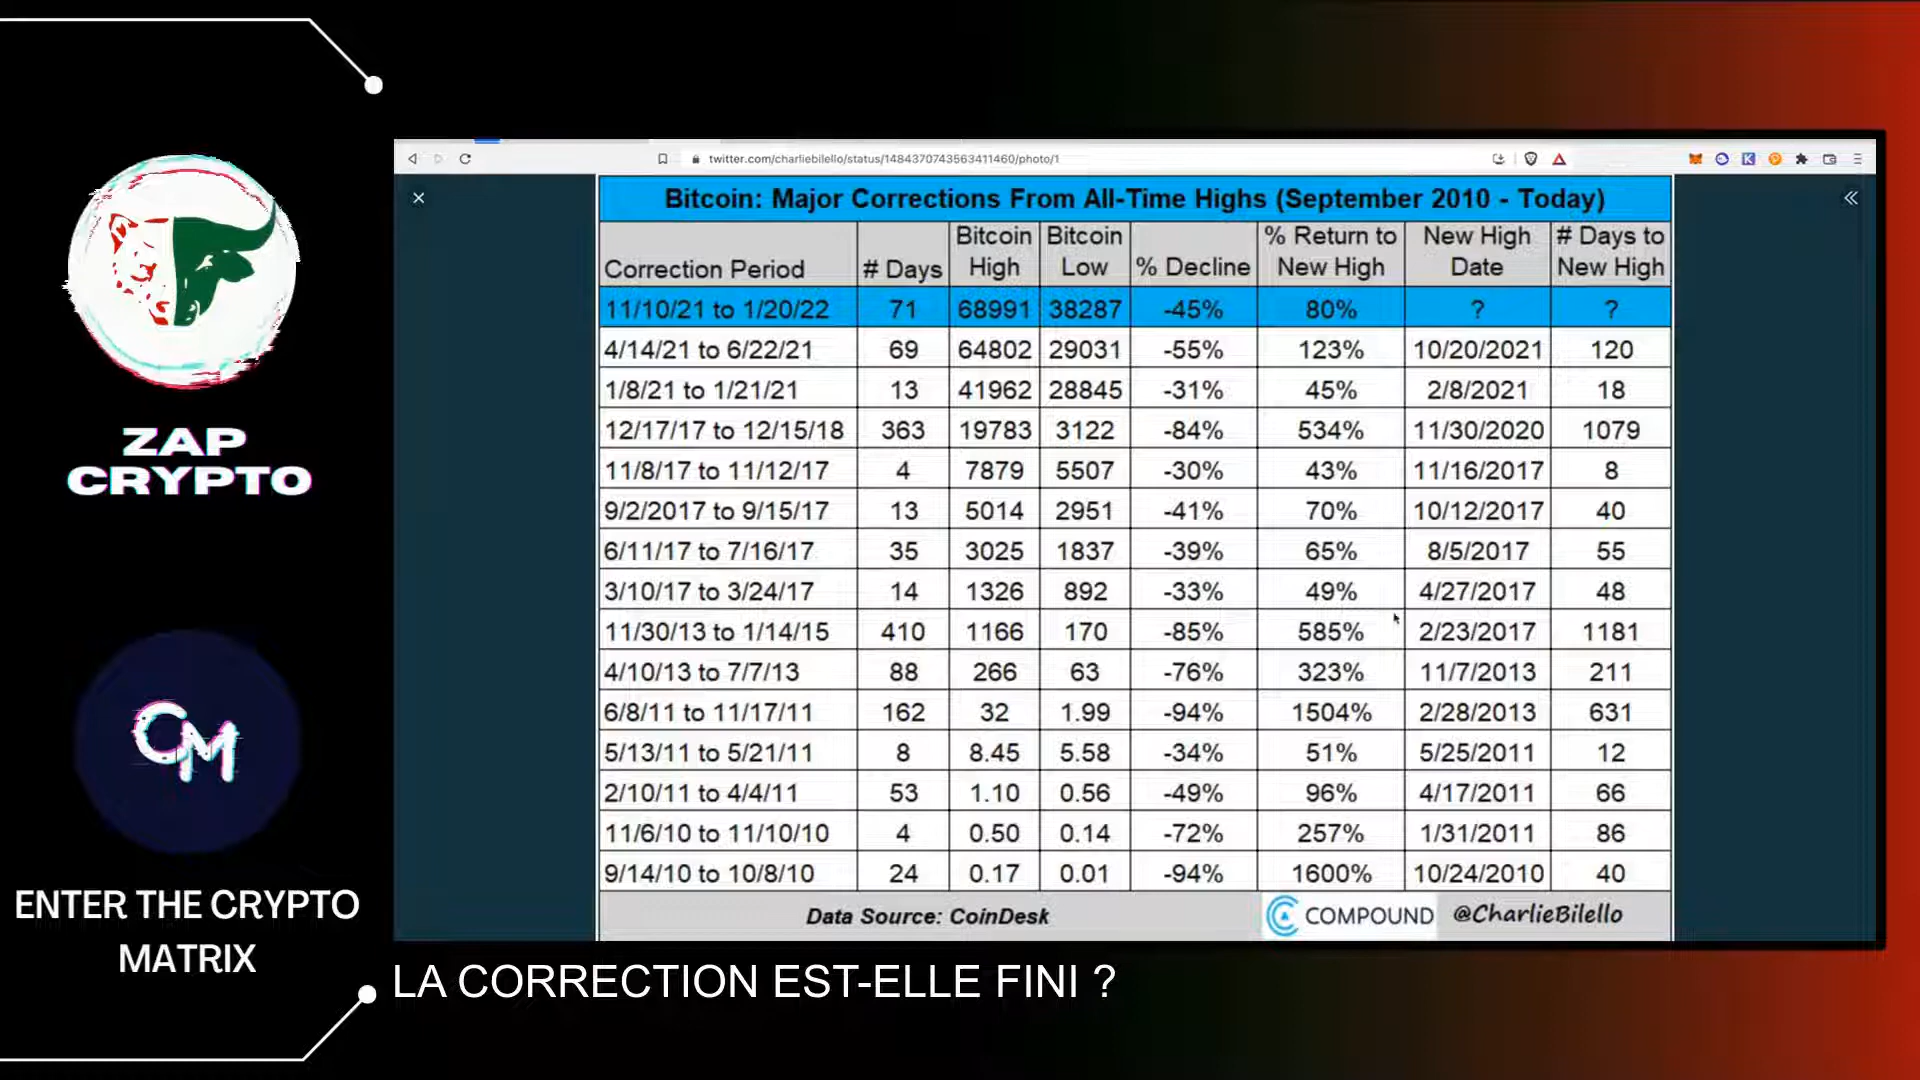 twitter.com/charliebilello/status/1484370743563411460/photo/1
Bitcoin: Major Corrections From All-Time Highs (September 2010 - Today)
Correction Period # Days Bitcoin High Bitcoin Low % Decline % Return to New High New High Date # Days to New High
11/10/21 to 1/20/22 71 68991 38287 -45% 80% ? ?
4/14/21 to 6/22/21 69 64802 29031 -55% 123% 10/20/2021 120
1/8/21 to 1/21/21 13 41962 28845 -31% 45% 2/8/2021 18
12/17/17 to 12/15/18 363 19783 3122 -84% 534% 11/30/2020 1079
11/8/17 to 11/12/17 4 7879 5507 -30% 43% 11/16/2017 8
9/2/2017 to 9/15/17 13 5014 2951 -41% 70% 10/12/2017 40
6/11/17 to 7/16/17 35 3025 1837 -39% 65% 8/5/2017 55
3/10/17 to 3/24/17 14 1326 892 -33% 49% 4/27/2017 48
11/30/13 to 1/14/15 410 1166 170 -85% 585% 2/23/2017 1181
4/10/13 to 7/7/13 88 266 63 -76% 323% 11/7/2013 211
6/8/11 to 11/17/11 162 32 1.99 -94% 1504% 2/28/2013 631
5/13/11 to 5/21/11 8 8.45 5.58 -34% 51% 5/25/2011 12
2/10/11 to 4/4/11 53 1.10 0.56 -49% 96% 4/17/2011 66
11/6/10 to 11/10/10 4 0.50 0.14 -72% 257% 1/31/2011 86
9/14/10 to 10/8/10 24 0.17 0.01 -94% 1600% 10/24/2010 40
Data Source: CoinDesk COMPOUND @CharlieBilello
ZAP
CRYPTO
CM
ENTER THE CRYPTO
MATRIX
LA CORRECTION EST-ELLE FINI ?